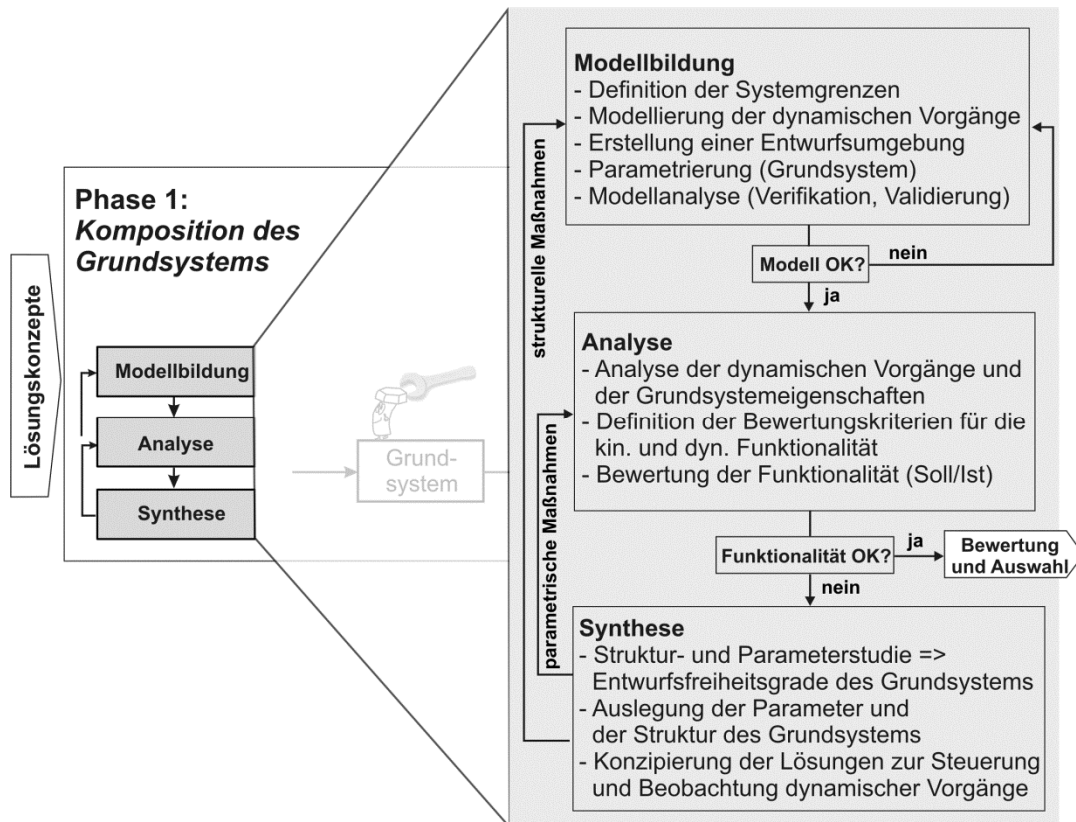 Phase 1:
Komposition des
Grundsystems
Lösungskonzepte
Modellbildung
Analyse
Synthese
Grund-
system
Modellbildung
- Definition der Systemgrenzen
- Modellierung der dynamischen Vorgänge
- Erstellung einer Entwurfsumgebung
- Parametrierung (Grundsystem)
- Modellanalyse (Verifikation, Validierung)
Modell OK?
nein
ja
strukturelle Maßnahmen
Analyse
- Analyse der dynamischen Vorgänge und
der Grundsystemeigenschaften
- Definition der Bewertungskriterien für die
kin. und dyn. Funktionalität
- Bewertung der Funktionalität (Soll/Ist)
parametrische Maßnahmen
Funktionalität OK?
ja
Bewertung
und Auswahl
nein
Synthese
- Struktur- und Parameterstudie =>
Entwurfsfreiheitsgrade des Grundsystems
- Auslegung der Parameter und
der Struktur des Grundsystems
- Konzipierung der Lösungen zur Steuerung
und Beobachtung dynamischer Vorgänge